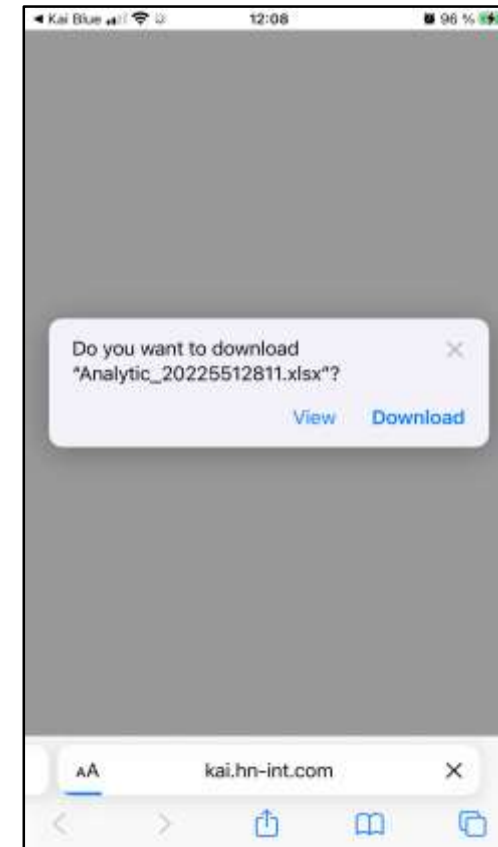 Kai Blue
12:08
96 %
Do you want to download
"Analytic_20225512811.xlsx"?
View Download
AA kai.hn-int.com